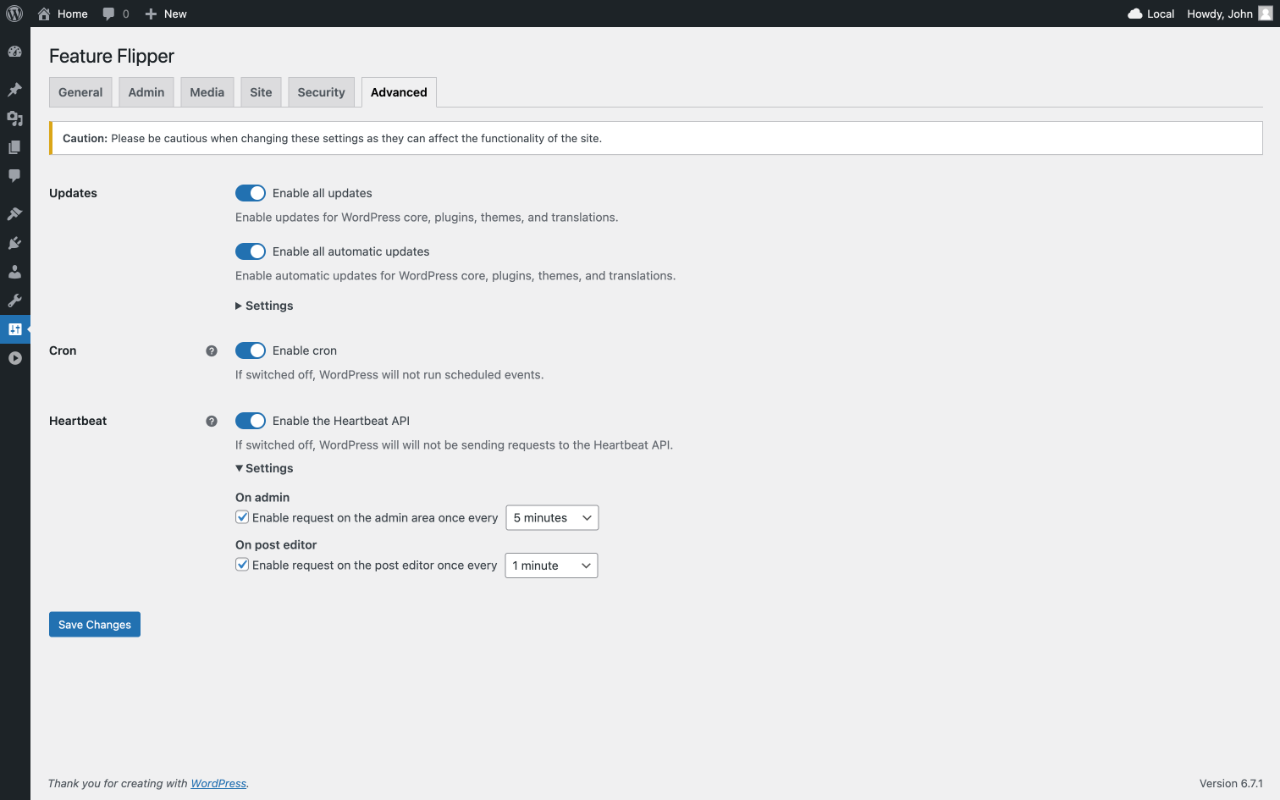 Home 0 New Local Howdy, John
Feature Flipper
General Admin Media Site Security Advanced
Caution: Please be cautious when changing these settings as they can affect the functionality of the site.
Updates Enable all updates
Enable updates for WordPress core, plugins, themes, and translations.
Enable all automatic updates
Enable automatic updates for WordPress core, plugins, themes, and translations.
Settings
Cron ? Enable cron
If switched off, WordPress will not run scheduled events.
Heartbeat ? Enable the Heartbeat API
If switched off, WordPress will will not be sending requests to the Heartbeat API.
Settings
On admin
Enable request on the admin area once every 5 minutes
On post editor
Enable request on the post editor once every 1 minute
Save Changes
Thank you for creating with WordPress. Version 6.7.1